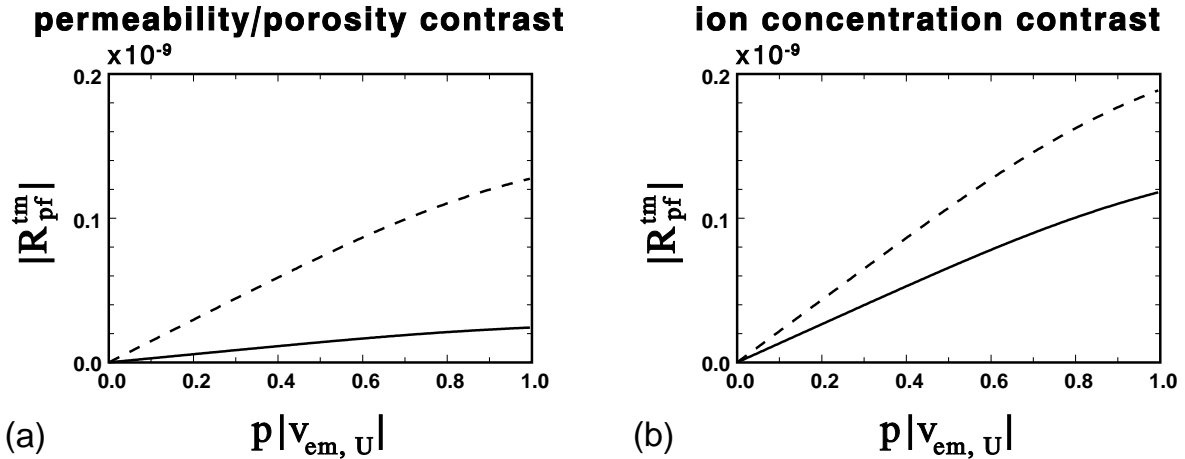 permeability/porosity contrast
x10-9
0.2
0.1
0.0
0.0 0.2 0.4 0.6 0.8 1.0
|R^tm_pf|
p|v_em, U|
(a)
ion concentration contrast
x10-9
0.2
0.1
0.0
0.0 0.2 0.4 0.6 0.8 1.0
|R^tm_pf|
p|v_em, U|
(b)